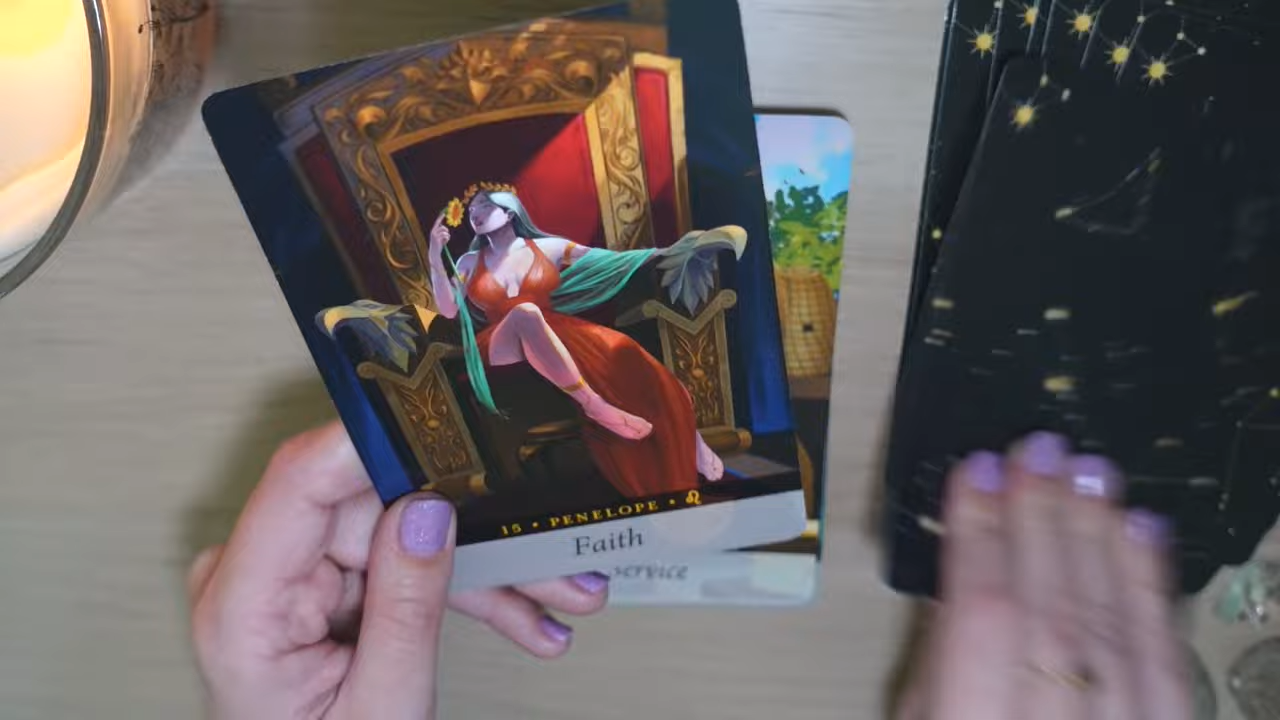 15 • PENELOPE • ♌
Faith
service